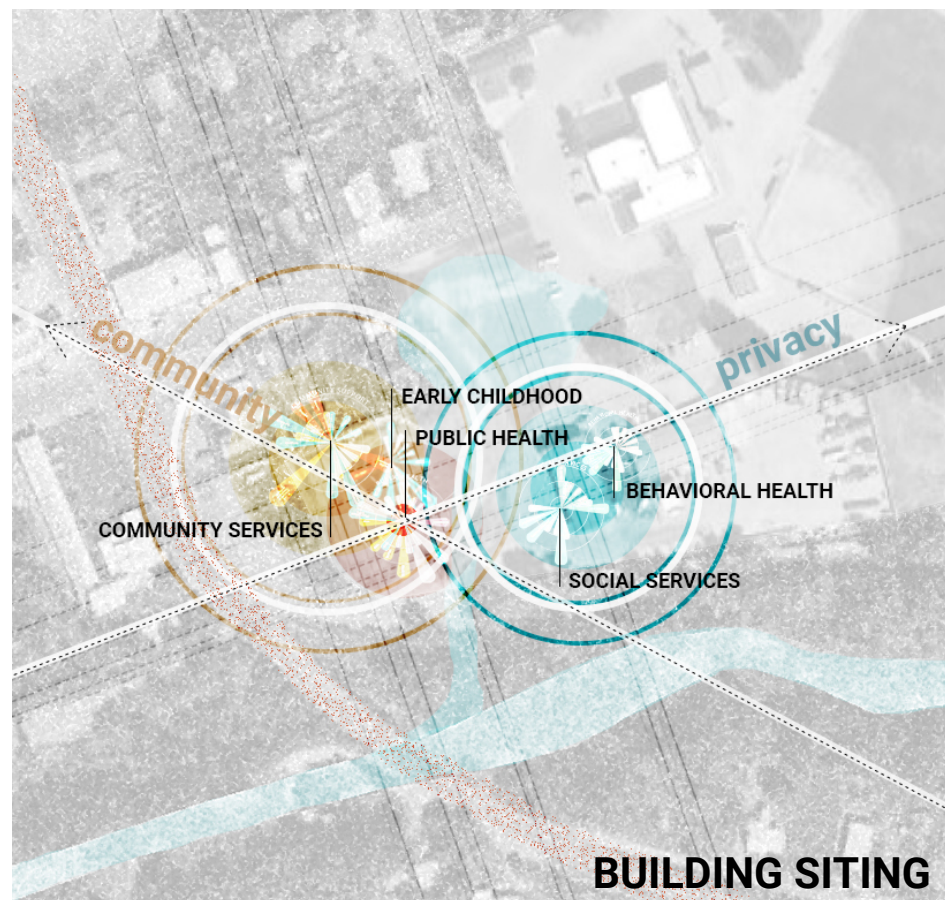 community
privacy
EARLY CHILDHOOD
PUBLIC HEALTH
BEHAVIORAL HEALTH
COMMUNITY SERVICES
SOCIAL SERVICES
BUILDING SITING